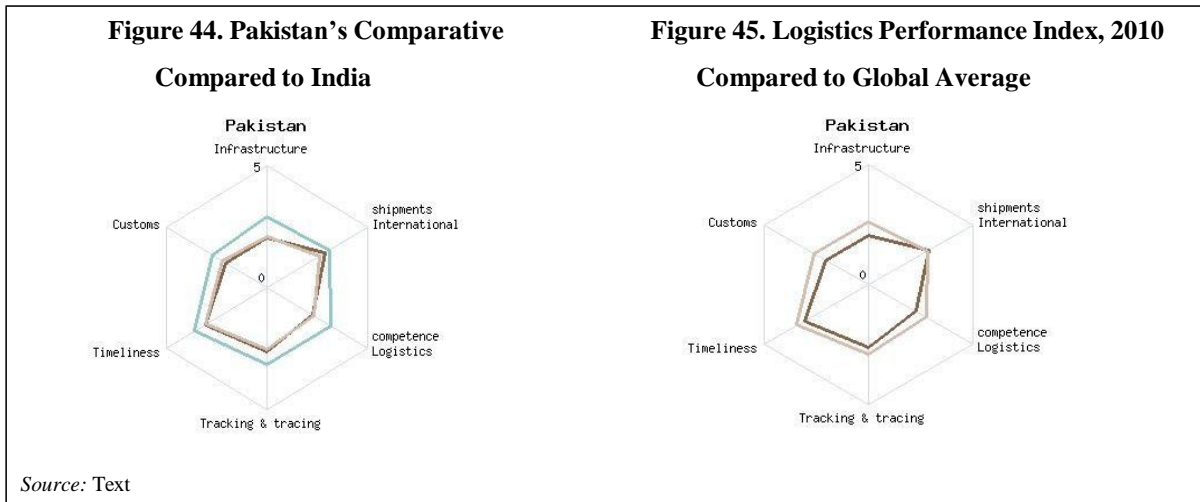 Figure 44. Pakistan’s Comparative
Compared to India
Pakistan
Infrastructure
5
shipments
International
Customs
0
competence
Logistics
Timeliness
Tracking & tracing
Figure 45. Logistics Performance Index, 2010
Compared to Global Average
Pakistan
Infrastructure
5
shipments
International
Customs
0
competence
Logistics
Timeliness
Tracking & tracing
Source: Text